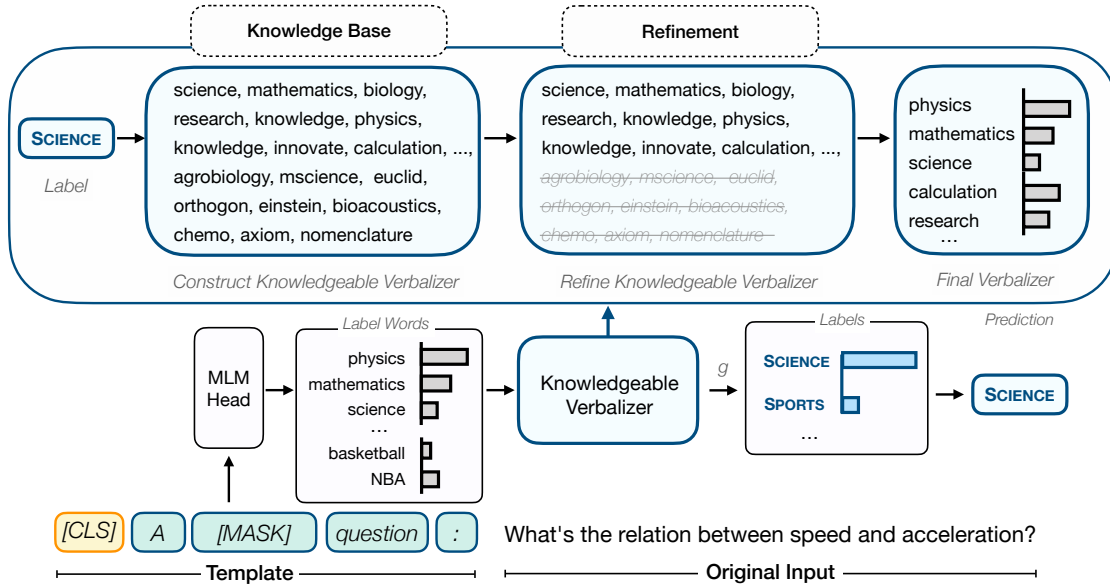 Knowledge Base
Refinement
SCIENCE
Label
science, mathematics, biology,
research, knowledge, physics,
knowledge, innovate, calculation, ...,
agrobiology, mscience, euclid,
orthogon, einstein, bioacoustics,
chemo, axiom, nomenclature
Construct Knowledgeable Verbalizer
science, mathematics, biology,
research, knowledge, physics,
knowledge, innovate, calculation, ...,
agrobiology, mscience, euclid,
orthogon, einstein, bioacoustics,
chemo, axiom, nomenclature
Refine Knowledgeable Verbalizer
physics
mathematics
science
calculation
research
...
Final Verbalizer
MLM
Head
Label Words
physics
mathematics
science
...
basketball
NBA
Knowledgeable
Verbalizer
g
Labels
SCIENCE
SPORTS
...
Prediction
SCIENCE
[CLS] A [MASK] question : What's the relation between speed and acceleration?
Template
Original Input